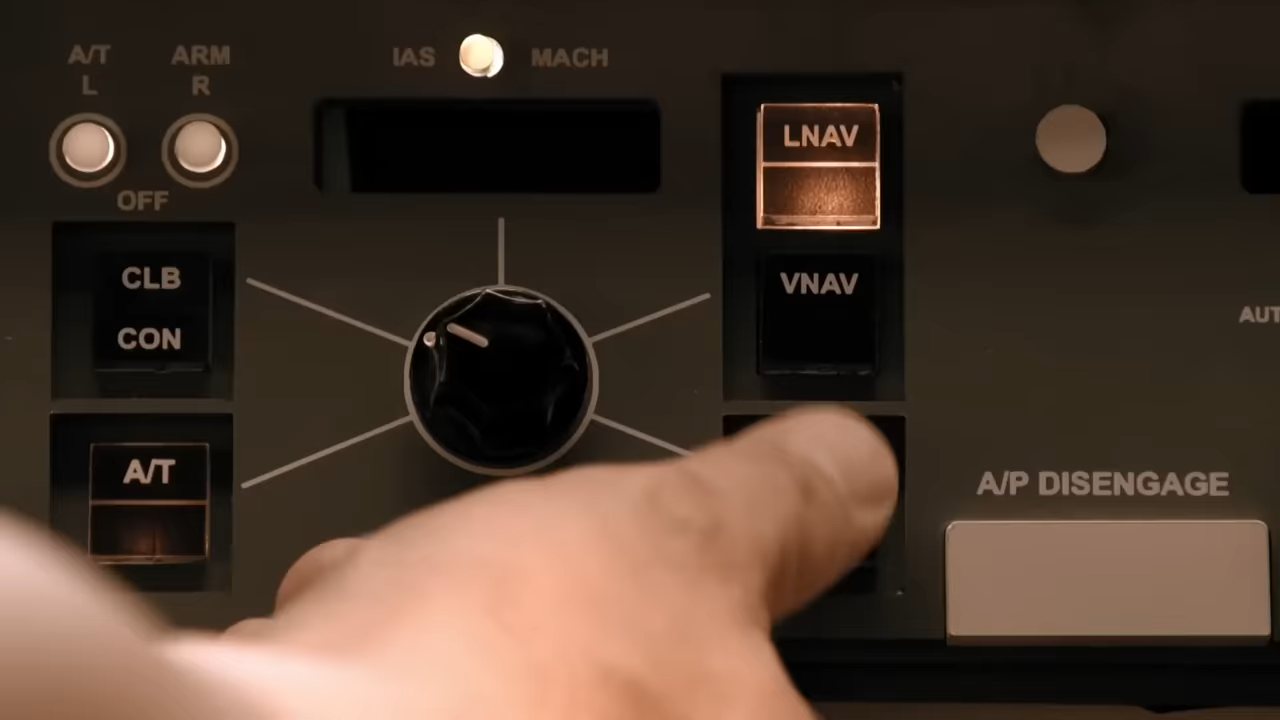 A/T ARM
L R
OFF
IAS MACH
CLB
CON
A/T
LNAV
VNAV
A/P DISENGAGE